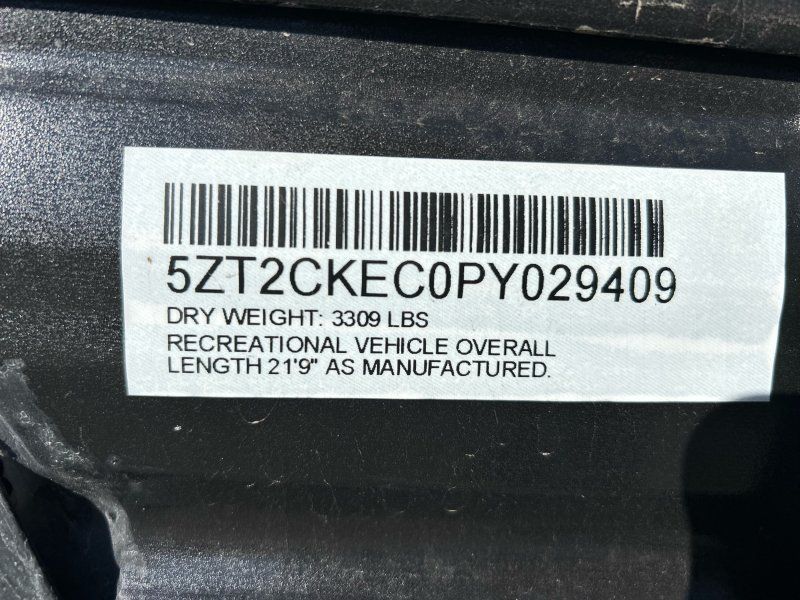 5ZT2CKEC0PY029409
DRY WEIGHT: 3309 LBS
RECREATIONAL VEHICLE OVERALL
LENGTH 21'9" AS MANUFACTURED.